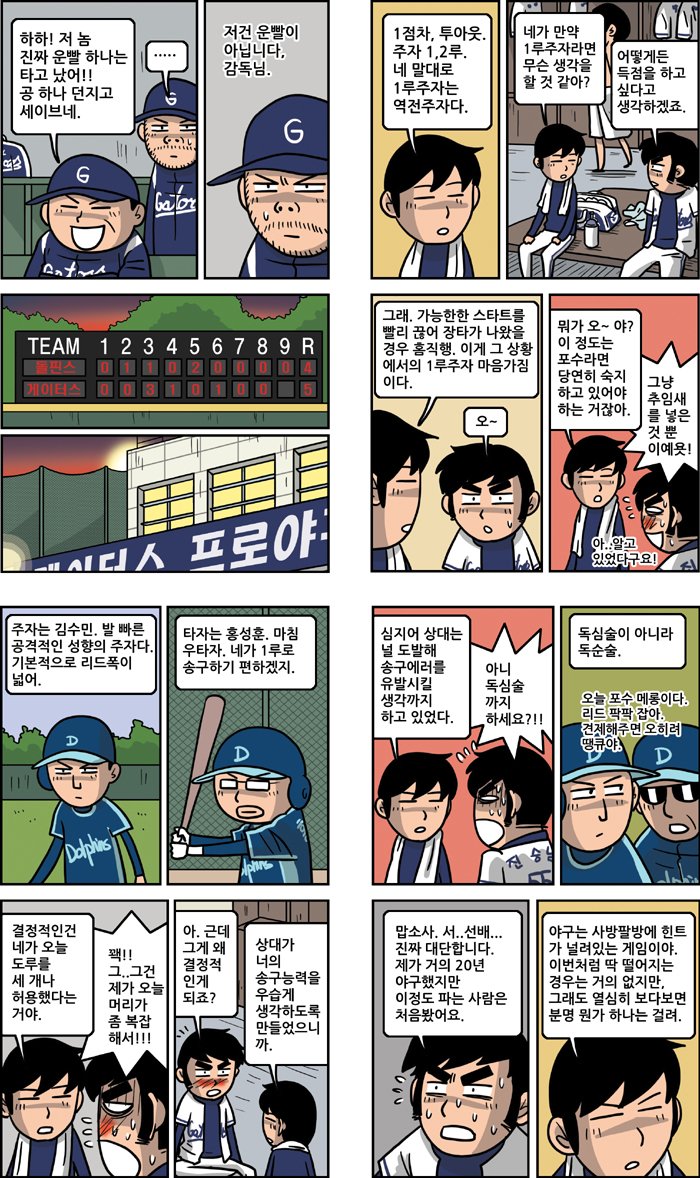 하하! 저 놈
진짜 운빨 하나는
타고 났어!!
공 하나 던지고
세이브네.
.....
G
G
Gators
Gators
저건 운빨이
아닙니다,
감독님.
G
TEAM 1 2 3 4 5 6 7 8 9 R
돌핀스 0 1 1 0 2 0 0 0 0 4
게이터스 0 0 3 1 0 1 0 0 5
게이터스 프로야구
주자는 김수민. 발 빠른
공격적인 성향의 주자다.
기본적으로 리드폭이
넓어.
D
Dolphins
타자는 홍성훈. 마침
우타자. 네가 1루로
송구하기 편하겠지.
D
Dolphins
결정적인건
네가 오늘
도루를
세 개나
허용했다는
거야.
꽥!!
그..그건
제가 오늘
머리가
좀 복잡
해서!!!
아. 근데
그게 왜
결정적
인게
되죠?
상대가
너의
송구능력을
우습게
생각하도록
만들었으니
까.
1점차, 투아웃.
주자 1,2루.
네 말대로
1루주자는
역전주자다.
네가 만약
1루주자라면
무슨 생각을
할 것 같아?
어떻게든
득점을 하고
싶다고
생각하겠죠.
그래. 가능한한 스타트를
빨리 끊어 장타가 나왔을
경우 홈직행. 이게 그 상황
에서의 1루주자 마음가짐
이다.
오~
뭐가 오~ 야?
이 정도는
포수라면
당연히 숙지
하고 있어야
하는 거잖아.
그냥
추임새
를 넣은
것 뿐
이예욧!
아..알고
있었다구요!
심지어 상대는
널 도발해
송구에러를
유발시킬
생각까지
하고 있었다.
아니
독심술
까지
하세요?!!
독심술이 아니라
독순술.
오늘 포수 메롱이다.
리드 팍팍 잡아.
견제해주면 오히려
땡큐야.
D
D
맙소사. 서..선배...
진짜 대단합니다.
제가 거의 20년
야구했지만
이정도 파는 사람은
처음봤어요.
야구는 사방팔방에 힌트
가 널려있는 게임이야.
이번처럼 딱 떨어지는
경우는 거의 없지만,
그래도 열심히 보다보면
분명 뭔가 하나는 걸려.